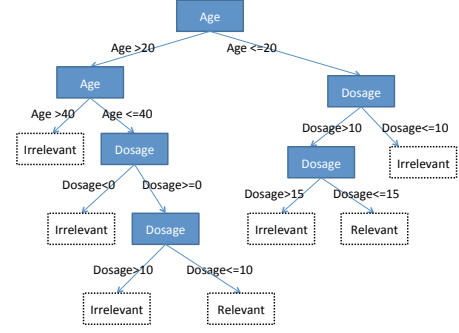 Age
Age >20
Age <=20
Age
Dosage
Age >40
Age <=40
Dosage>10
Dosage<=10
Irrelevant
Dosage
Dosage
Irrelevant
Dosage<0
Dosage>=0
Dosage>15
Dosage<=15
Irrelevant
Dosage
Irrelevant
Relevant
Dosage>10
Dosage<=10
Irrelevant
Relevant